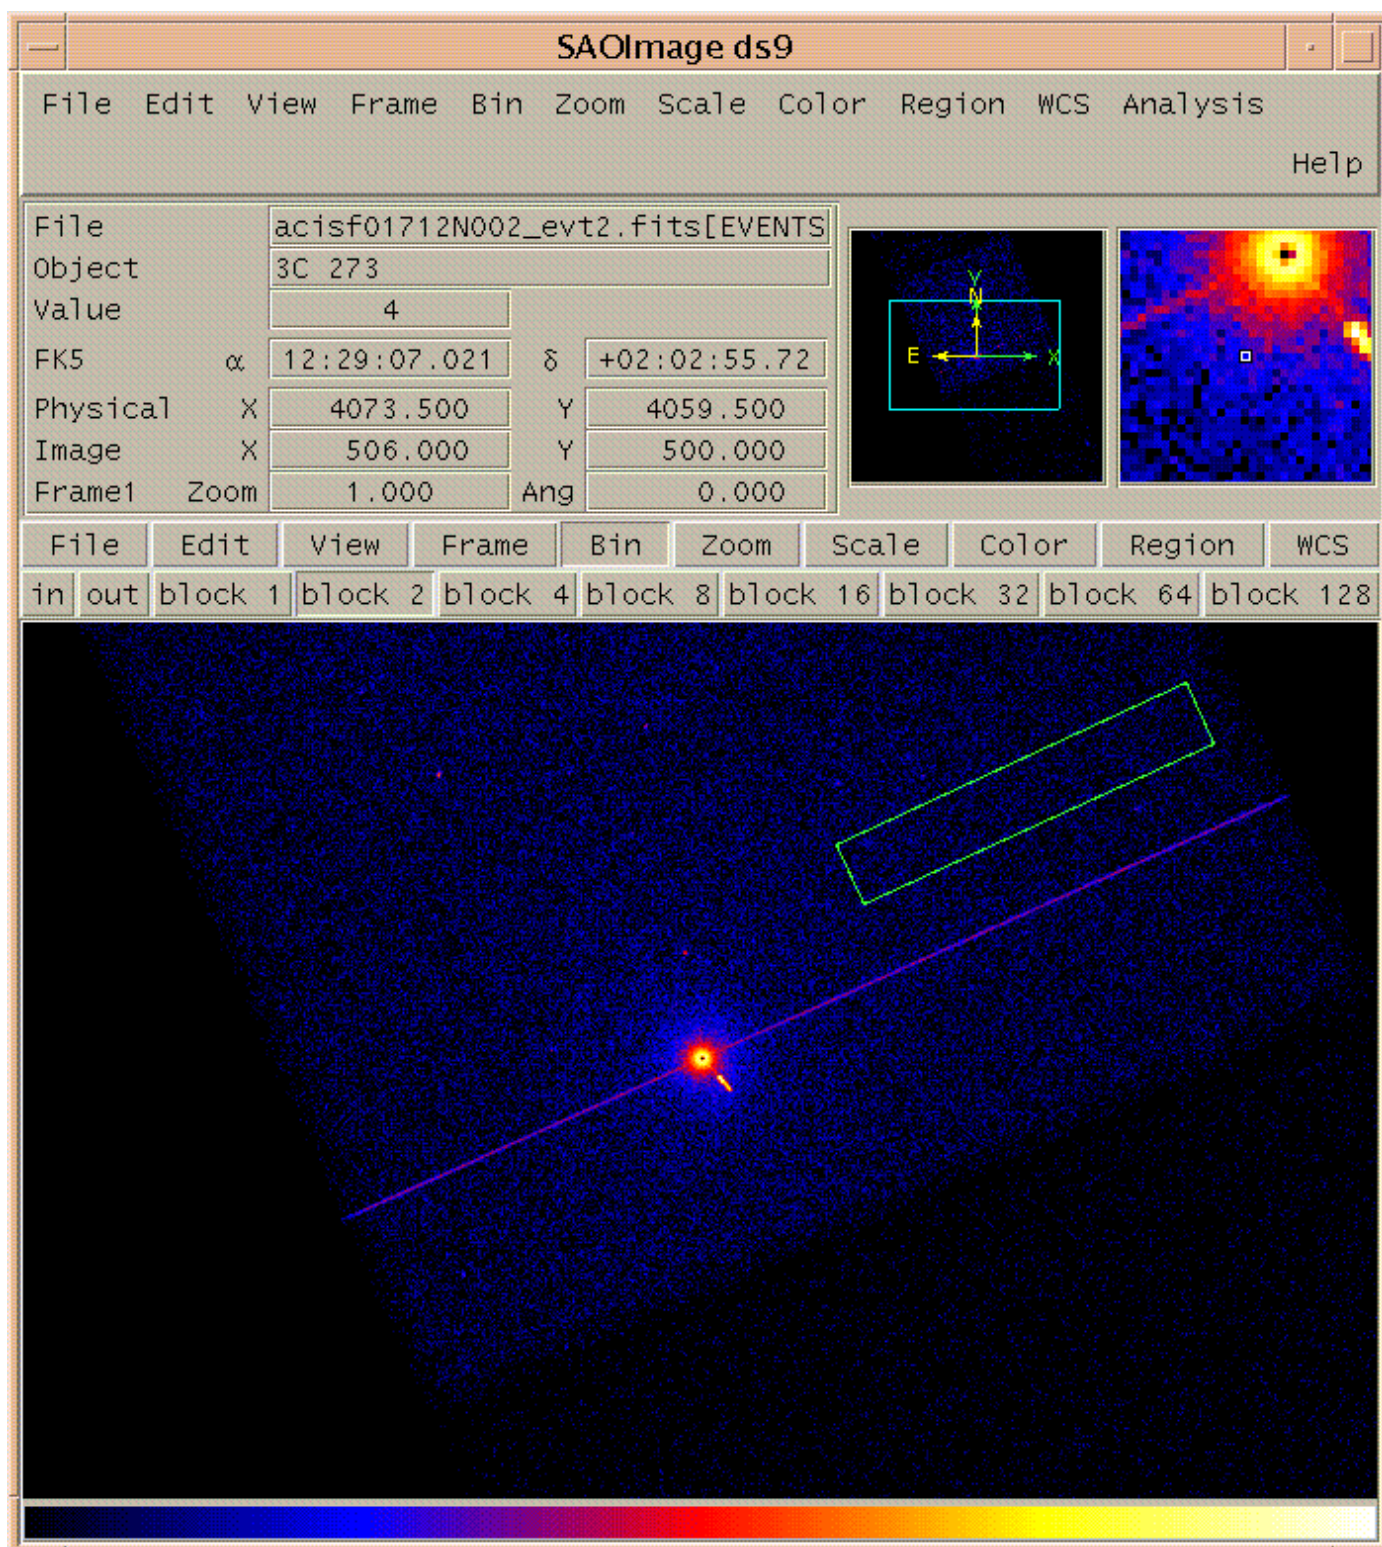 SAOImage ds9
File Edit View Frame Bin Zoom Scale Color Region WCS Analysis
Help
File acisf01712N002_evt2.fits[EVENTS
Object 3C 273
Value 4
FK5 α 12:29:07.021 δ +02:02:55.72
Physical X 4073.500 Y 4059.500
Image X 506.000 Y 500.000
Frame1 Zoom 1.000 Ang 0.000
Y
N
E X
File Edit View Frame Bin Zoom Scale Color Region WCS
in out block 1 block 2 block 4 block 8 block 16 block 32 block 64 block 128